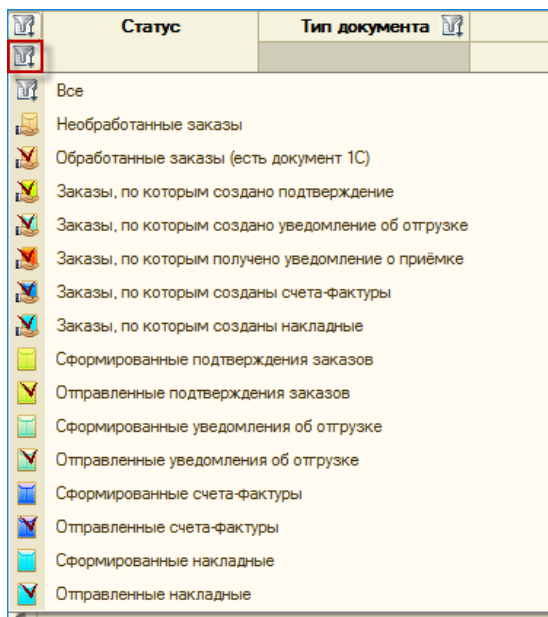 Статус Тип документа
Все
Необработанные заказы
Обработанные заказы (есть документ 1С)
Заказы, по которым создано подтверждение
Заказы, по которым создано уведомление об отгрузке
Заказы, по которым получено уведомление о приёмке
Заказы, по которым созданы счета-фактуры
Заказы, по которым созданы накладные
Сформированные подтверждения заказов
Отправленные подтверждения заказов
Сформированные уведомления об отгрузке
Отправленные уведомления об отгрузке
Сформированные счета-фактуры
Отправленные счета-фактуры
Сформированные накладные
Отправленные накладные